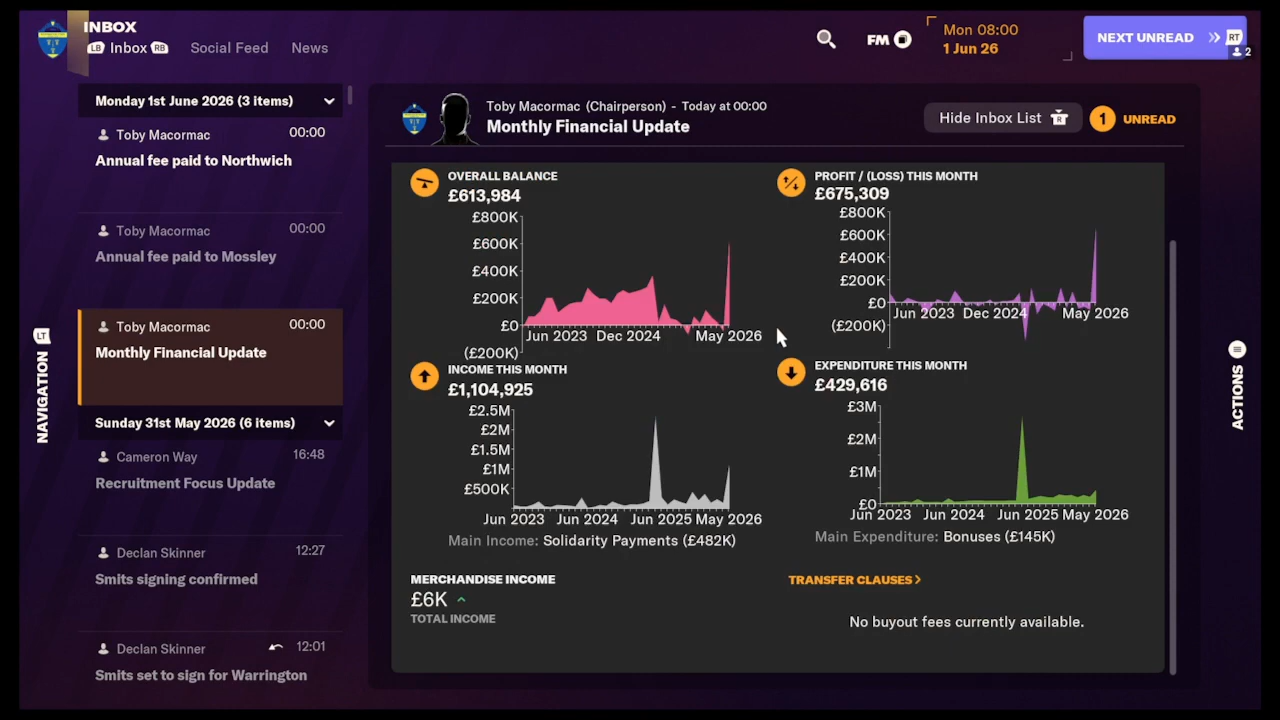 INBOX
LB Inbox RB Social Feed News
FM
Mon 08:00
1 Jun 26
NEXT UNREAD RT
2
Monday 1st June 2026 (3 items)
Toby Macormac 00:00
Annual fee paid to Northwich
Toby Macormac 00:00
Annual fee paid to Mossley
Toby Macormac 00:00
Monthly Financial Update
Sunday 31st May 2026 (6 items)
Cameron Way 16:48
Recruitment Focus Update
Declan Skinner 12:27
Smits signing confirmed
Declan Skinner 12:01
Smits set to sign for Warrington
LT
NAVIGATION
Toby Macormac (Chairperson) - Today at 00:00
Monthly Financial Update
Hide Inbox List R
1 UNREAD
OVERALL BALANCE
£613,984
£800K
£600K
£400K
£200K
£0
(£200K)
Jun 2023 Dec 2024 May 2026
PROFIT / (LOSS) THIS MONTH
£675,309
£800K
£600K
£400K
£200K
£0
(£200K)
Jun 2023 Dec 2024 May 2026
INCOME THIS MONTH
£1,104,925
£2.5M
£2M
£1.5M
£1M
£500K
Jun 2023 Jun 2024 Jun 2025 May 2026
Main Income: Solidarity Payments (£482K)
EXPENDITURE THIS MONTH
£429,616
£3M
£2M
£1M
£0
Jun 2023 Jun 2024 Jun 2025 May 2026
Main Expenditure: Bonuses (£145K)
MERCHANDISE INCOME
£6K
TOTAL INCOME
TRANSFER CLAUSES
No buyout fees currently available.
ACTIONS